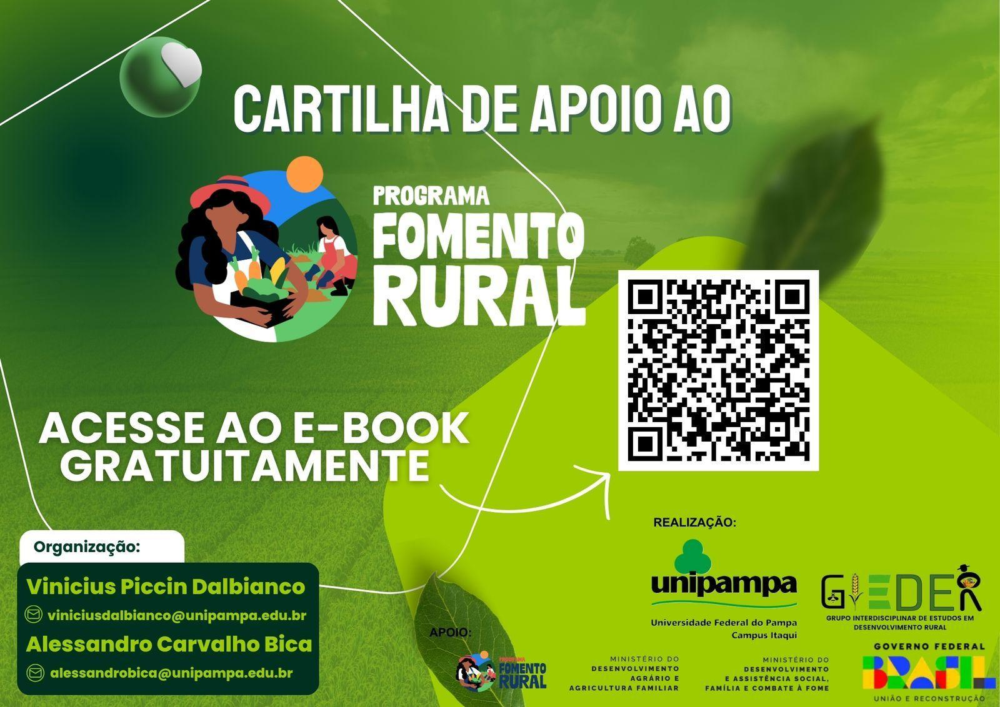 CARTILHA DE APOIO AO
PROGRAMA
FOMENTO
RURAL
ACESSE AO E-BOOK
GRATUITAMENTE
Organização:
Vinicius Piccin Dalbianco
viniciusdalbianco@unipampa.edu.br
Alessandro Carvalho Bica
alessandrobica@unipampa.edu.br
REALIZAÇÃO:
unipampa
Universidade Federal do Pampa
Campus Itaqui
GIEDER
GRUPO INTERDISCIPLINAR DE ESTUDOS EM
DESENVOLVIMENTO RURAL
APOIO:
PROGRAMA
FOMENTO
RURAL
MINISTÉRIO DO
DESENVOLVIMENTO
AGRÁRIO E
AGRICULTURA FAMILIAR
MINISTÉRIO DO
DESENVOLVIMENTO
E ASSISTÊNCIA SOCIAL,
FAMÍLIA E COMBATE À FOME
GOVERNO FEDERAL
BRASIL
UNIÃO E RECONSTRUÇÃO